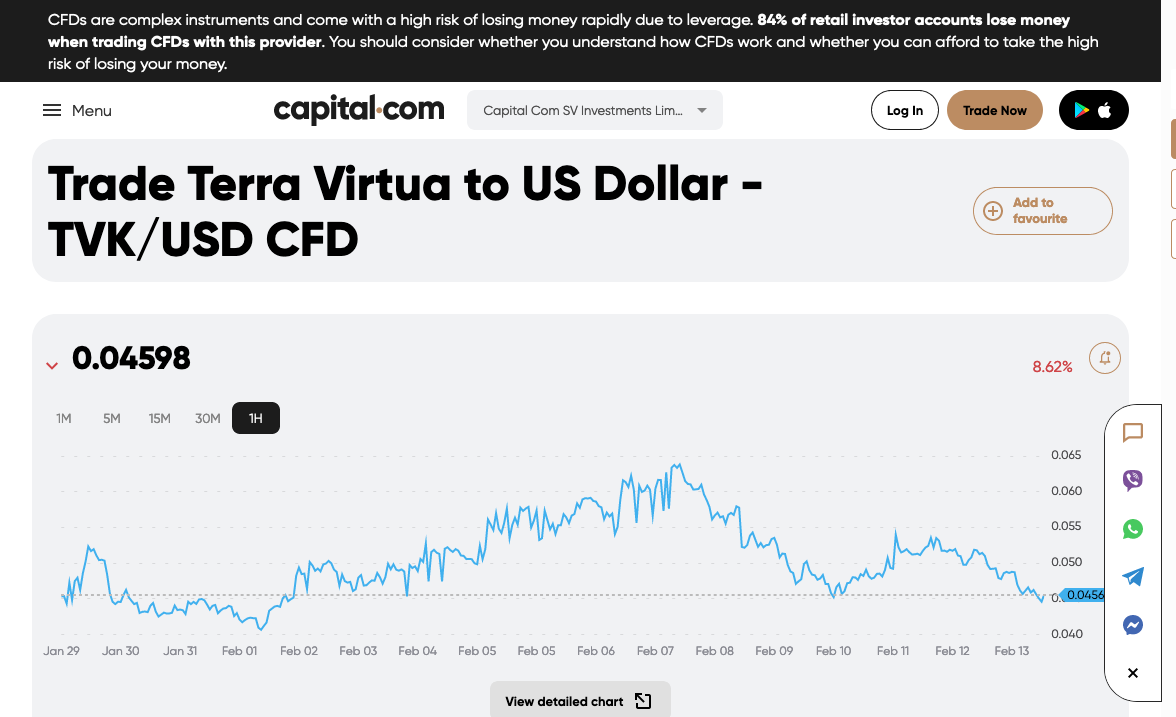 CFDs are complex instruments and come with a high risk of losing money rapidly due to leverage. 84% of retail investor accounts lose money
when trading CFDs with this provider. You should consider whether you understand how CFDs work and whether you can afford to take the high
risk of losing your money.
Menu
capital.com
Capital Com SV Investments Lim...
Log In
Trade Now
Trade Terra Virtua to US Dollar -
TVK/USD CFD
Add to
favourite
0.04598
8.62%
1M 5M 15M 30M 1H
0.065
0.060
0.055
0.050
0.0456
0.040
Jan 29 Jan 30 Jan 31 Feb 01 Feb 02 Feb 03 Feb 04 Feb 05 Feb 05 Feb 06 Feb 07 Feb 08 Feb 09 Feb 10 Feb 11 Feb 12 Feb 13
View detailed chart